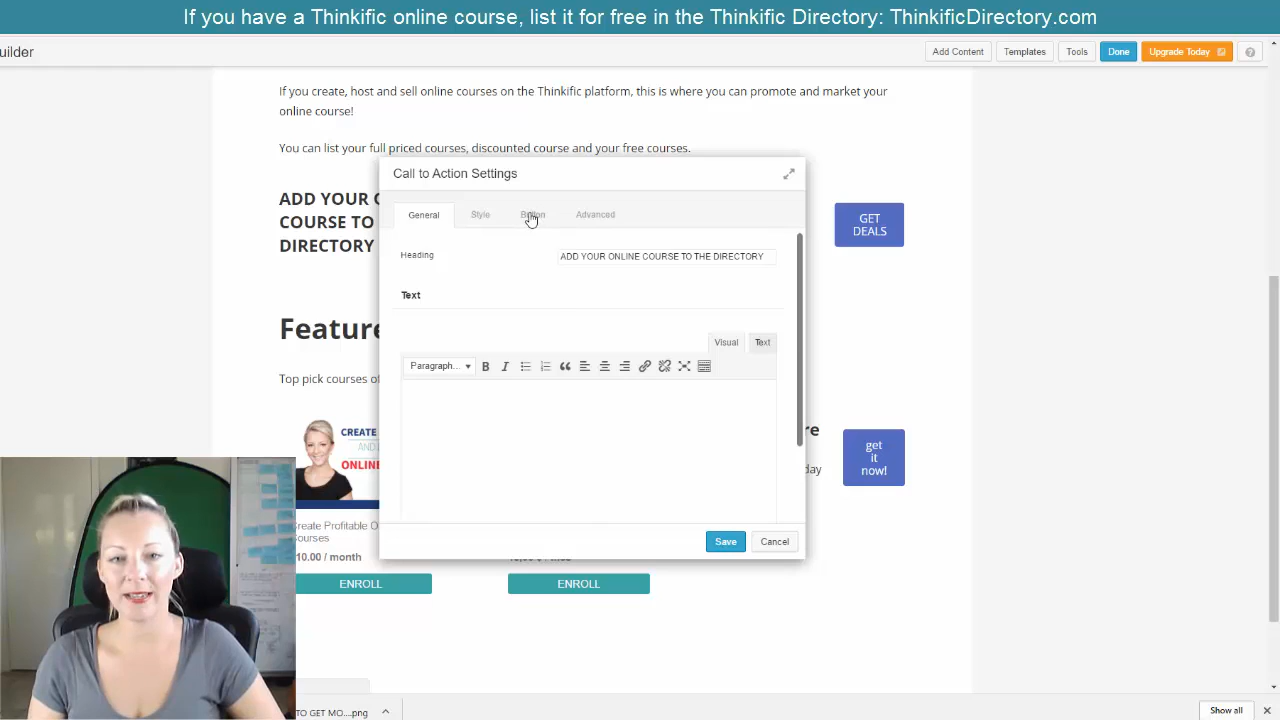 If you have a Thinkific online course, list it for free in the Thinkific Directory: ThinkificDirectory.com
uilder
Add Content
Templates
Tools
Done
Upgrade Today
If you create, host and sell online courses on the Thinkific platform, this is where you can promote and market your
online course!
You can list your full priced courses, discounted course and your free courses.
ADD YOUR
COURSE TO
DIRECTORY
GET
DEALS
Call to Action Settings
General
Style
Button
Advanced
Heading
ADD YOUR ONLINE COURSE TO THE DIRECTORY
Text
Visual
Text
Paragraph...
B
I
Save
Cancel
Feature
Top pick courses of
CREATE
AND
ONLINE
re
day
get
it
now!
Create Profitable O
Courses
10.00 / month
ENROLL
ENROLL
TO GET MO....png
Show all